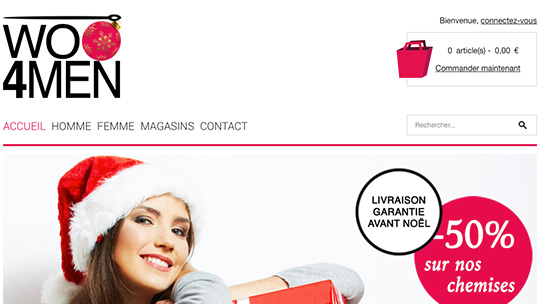 WO
4MEN
Bienvenue, connectez-vous
0 article(s) - 0,00 €
Commander maintenant
ACCUEIL HOMME FEMME MAGASINS CONTACT
Rechercher...
LIVRAISON
GARANTIE
AVANT NOËL
-50%
sur nos
chemises